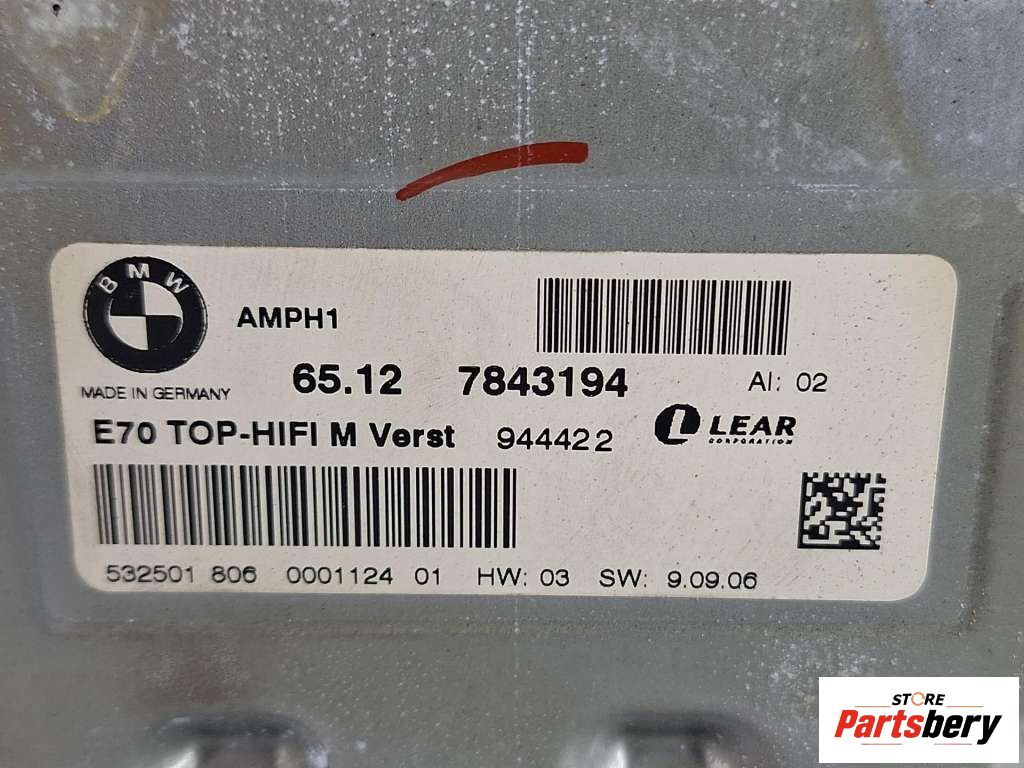 BMW
AMPH1
MADE IN GERMANY
65.12 7843194 AI: 02
E70 TOP-HIFI M Verst 944422
LEAR
CORPORATION
532501 806 0001124 01 HW: 03 SW: 9.09.06
STORE
Partsbery